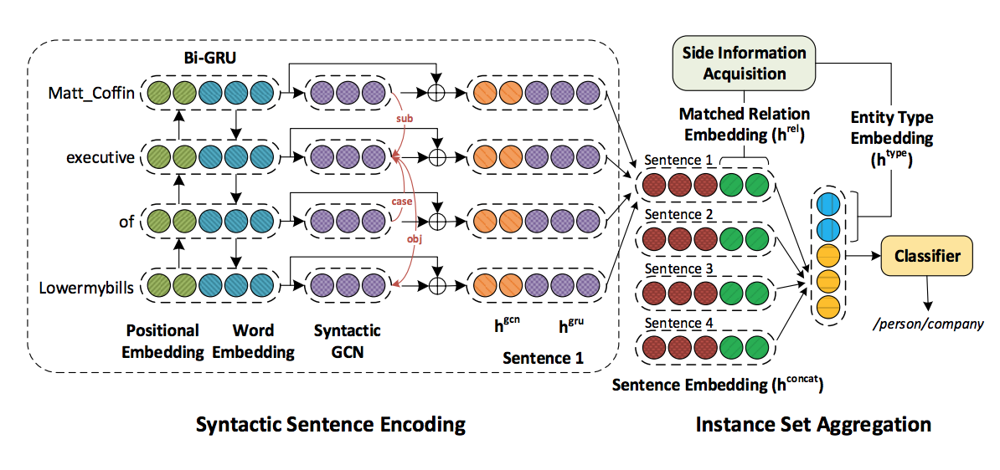 Bi-GRU
Matt_Coffin
executive
of
Lowermybills
sub
case
obj
Positional
Embedding
Word
Embedding
Syntactic
GCN
h^gcn
h^gru
Sentence 1
Syntactic Sentence Encoding
Side Information
Acquisition
Matched Relation
Embedding (h^rel)
Entity Type
Embedding
(h^type)
Sentence 1
Sentence 2
Sentence 3
Sentence 4
Sentence Embedding (h^concat)
Classifier
/person/company
Instance Set Aggregation